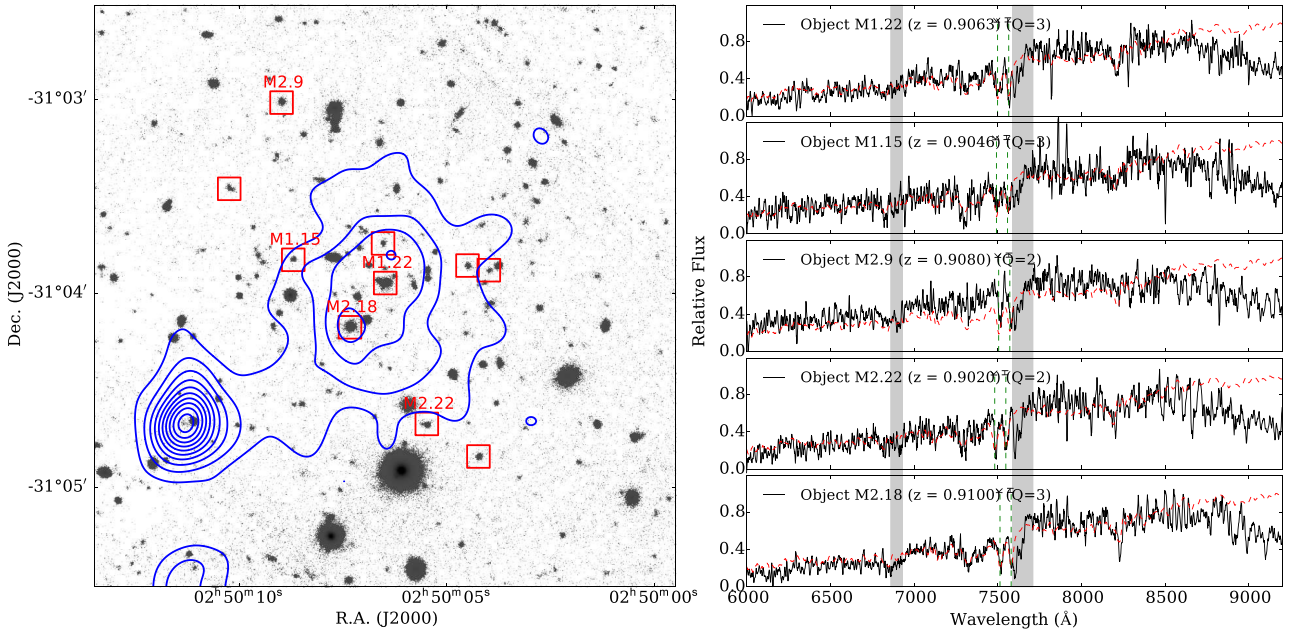 M2.9
M1.15
M1.22
M2.18
M2.22
-31°03′
-31°04′
-31°05′
Dec. (J2000)
02ʰ50ᵐ10ˢ
02ʰ50ᵐ05ˢ
02ʰ50ᵐ00ˢ
R.A. (J2000)
Object M1.22 (z = 0.9063) (Q=3)
Object M1.15 (z = 0.9046) (Q=3)
Object M2.9 (z = 0.9080) (Q=2)
Object M2.22 (z = 0.9020) (Q=2)
Object M2.18 (z = 0.9100) (Q=3)
0.8
0.4
0.0
0.8
0.4
0.0
0.8
0.4
0.0
0.8
0.4
0.0
0.8
0.4
0.0
Relative Flux
6000
6500
7000
7500
8000
8500
9000
Wavelength (Å)